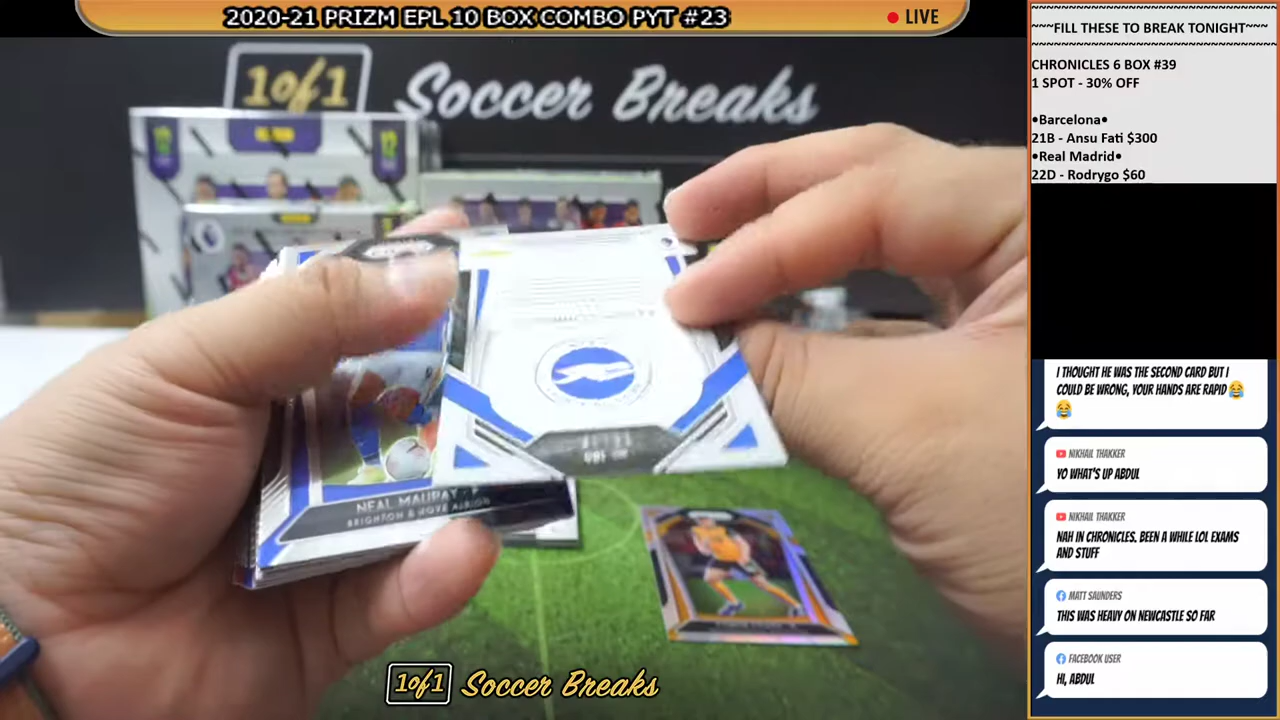 2020-21 PRIZM EPL 10 BOX COMBO PYT #23
LIVE
1of1 Soccer Breaks
NEAL MAUPAY
BRIGHTON & HOVE ALBION
1of1 Soccer Breaks
~~~FILL THESE TO BREAK TONIGHT~~~
CHRONICLES 6 BOX #39
1 SPOT - 30% OFF
•Barcelona•
21B - Ansu Fati $300
•Real Madrid•
22D - Rodrygo $60
I THOUGHT HE WAS THE SECOND CARD BUT I
COULD BE WRONG, YOUR HANDS ARE RAPID 😂
😂
NIKHAIL THAKKER
YO WHAT'S UP ABDUL
NIKHAIL THAKKER
NAH IN CHRONICLES. BEEN A WHILE LOL EXAMS
AND STUFF
MATT SAUNDERS
THIS WAS HEAVY ON NEWCASTLE SO FAR
FACEBOOK USER
HI, ABDUL